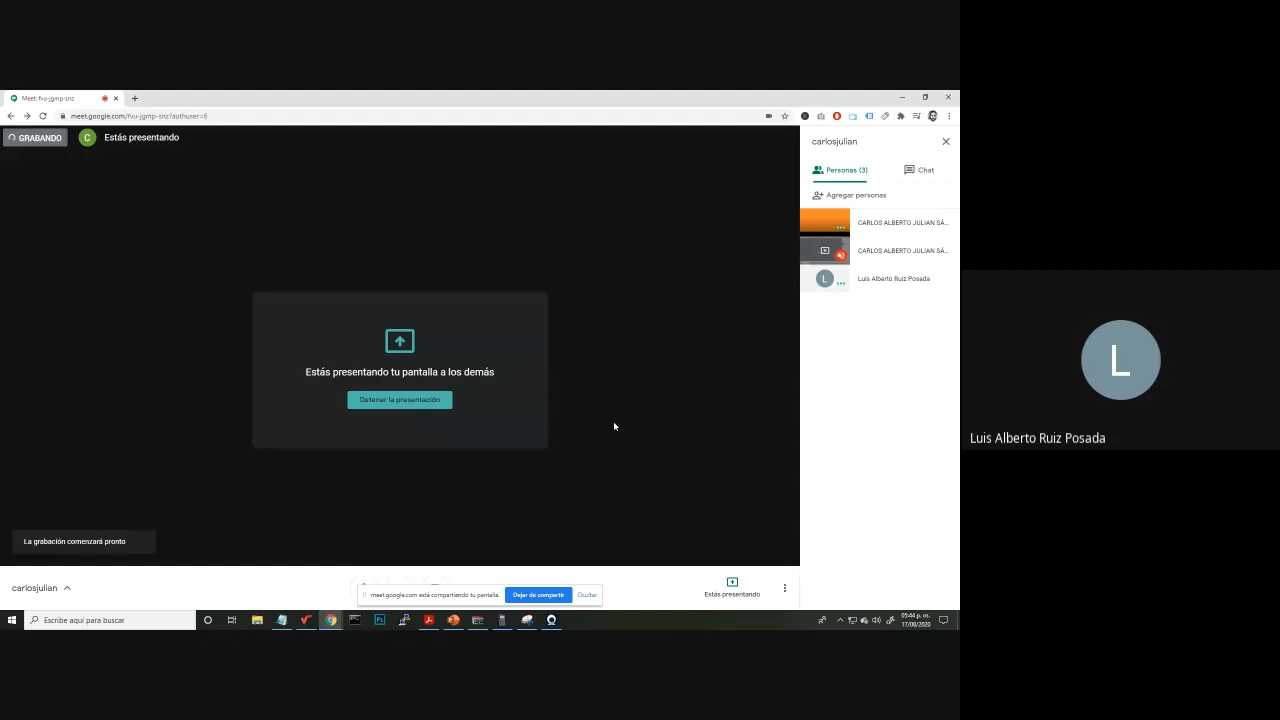 Meet: fvu-jgmp-snz
meet.google.com/fvu-jgmp-snz?authuser=6
GRABANDO
C
Estás presentando
carlosjulian
Personas (3)
Chat
Agregar personas
CARLOS ALBERTO JULIAN SÁ...
CARLOS ALBERTO JULIAN SÁ...
L
Luis Alberto Ruiz Posada
Estás presentando tu pantalla a los demás
Detener la presentación
La grabación comenzará pronto
carlosjulian
meet.google.com está compartiendo tu pantalla.
Dejar de compartir
Ocultar
Estás presentando
Escribe aquí para buscar
Ps
05:44 p. m.
17/08/2020
L
Luis Alberto Ruiz Posada